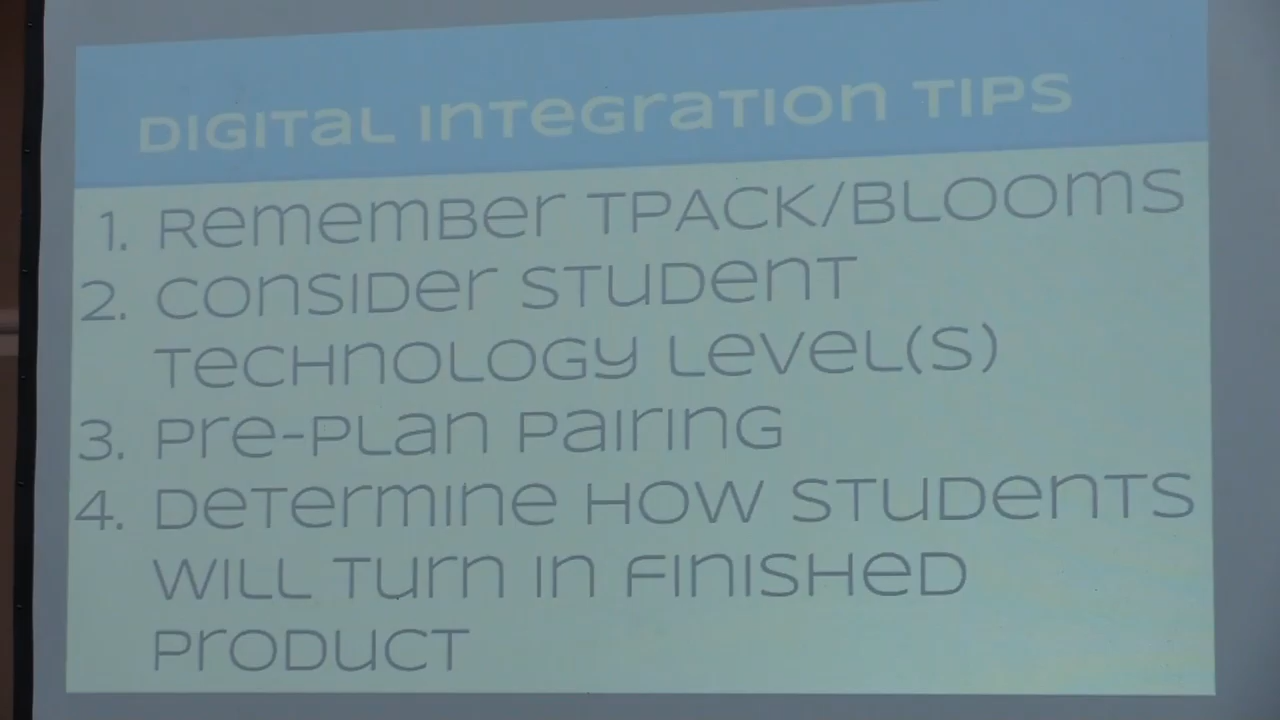 DIGITAL INTEGRATION TIPS
1. Remember TPACK/BLOOMS
2. Consider Student
Technology Level(s)
3. Pre-Plan Pairing
4. Determine How Students
Will Turn in Finished
Product